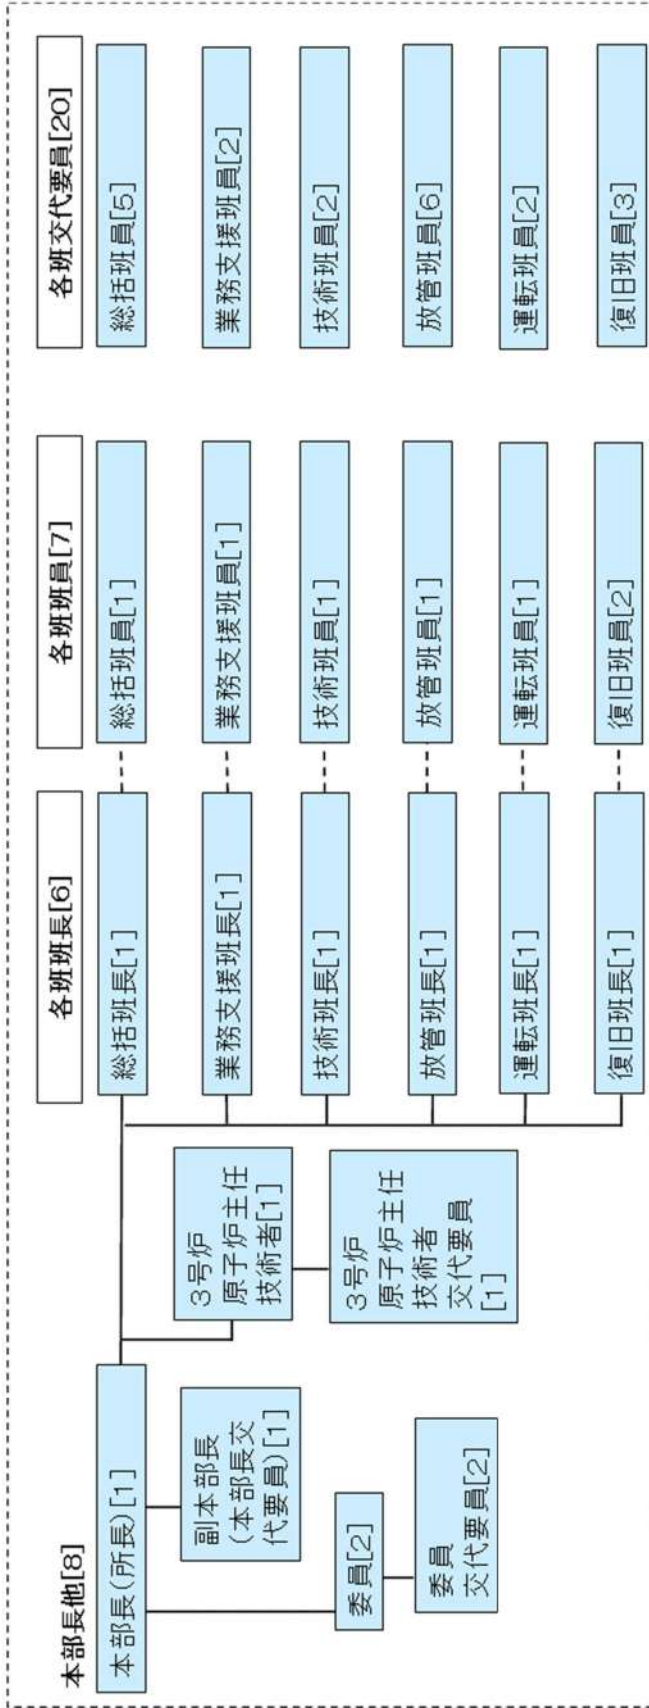 本部長他[8]
本部長(所長)[1]
副本部長
(本部長交
代要員)[1]
委員[2]
委員
交代要員[2]
3号炉
原子炉主任
技術者[1]
3号炉
原子炉主任
技術者
交代要員
[1]
各班班長[6]
総括班長[1]
業務支援班長[1]
技術班長[1]
放管班長[1]
運転班長[1]
復旧班長[1]
各班班員[7]
総括班員[1]
業務支援班員[1]
技術班員[1]
放管班員[1]
運転班員[1]
復旧班員[2]
各班交代要員[20]
総括班員[5]
業務支援班員[2]
技術班員[2]
放管班員[6]
運転班員[2]
復旧班員[3]